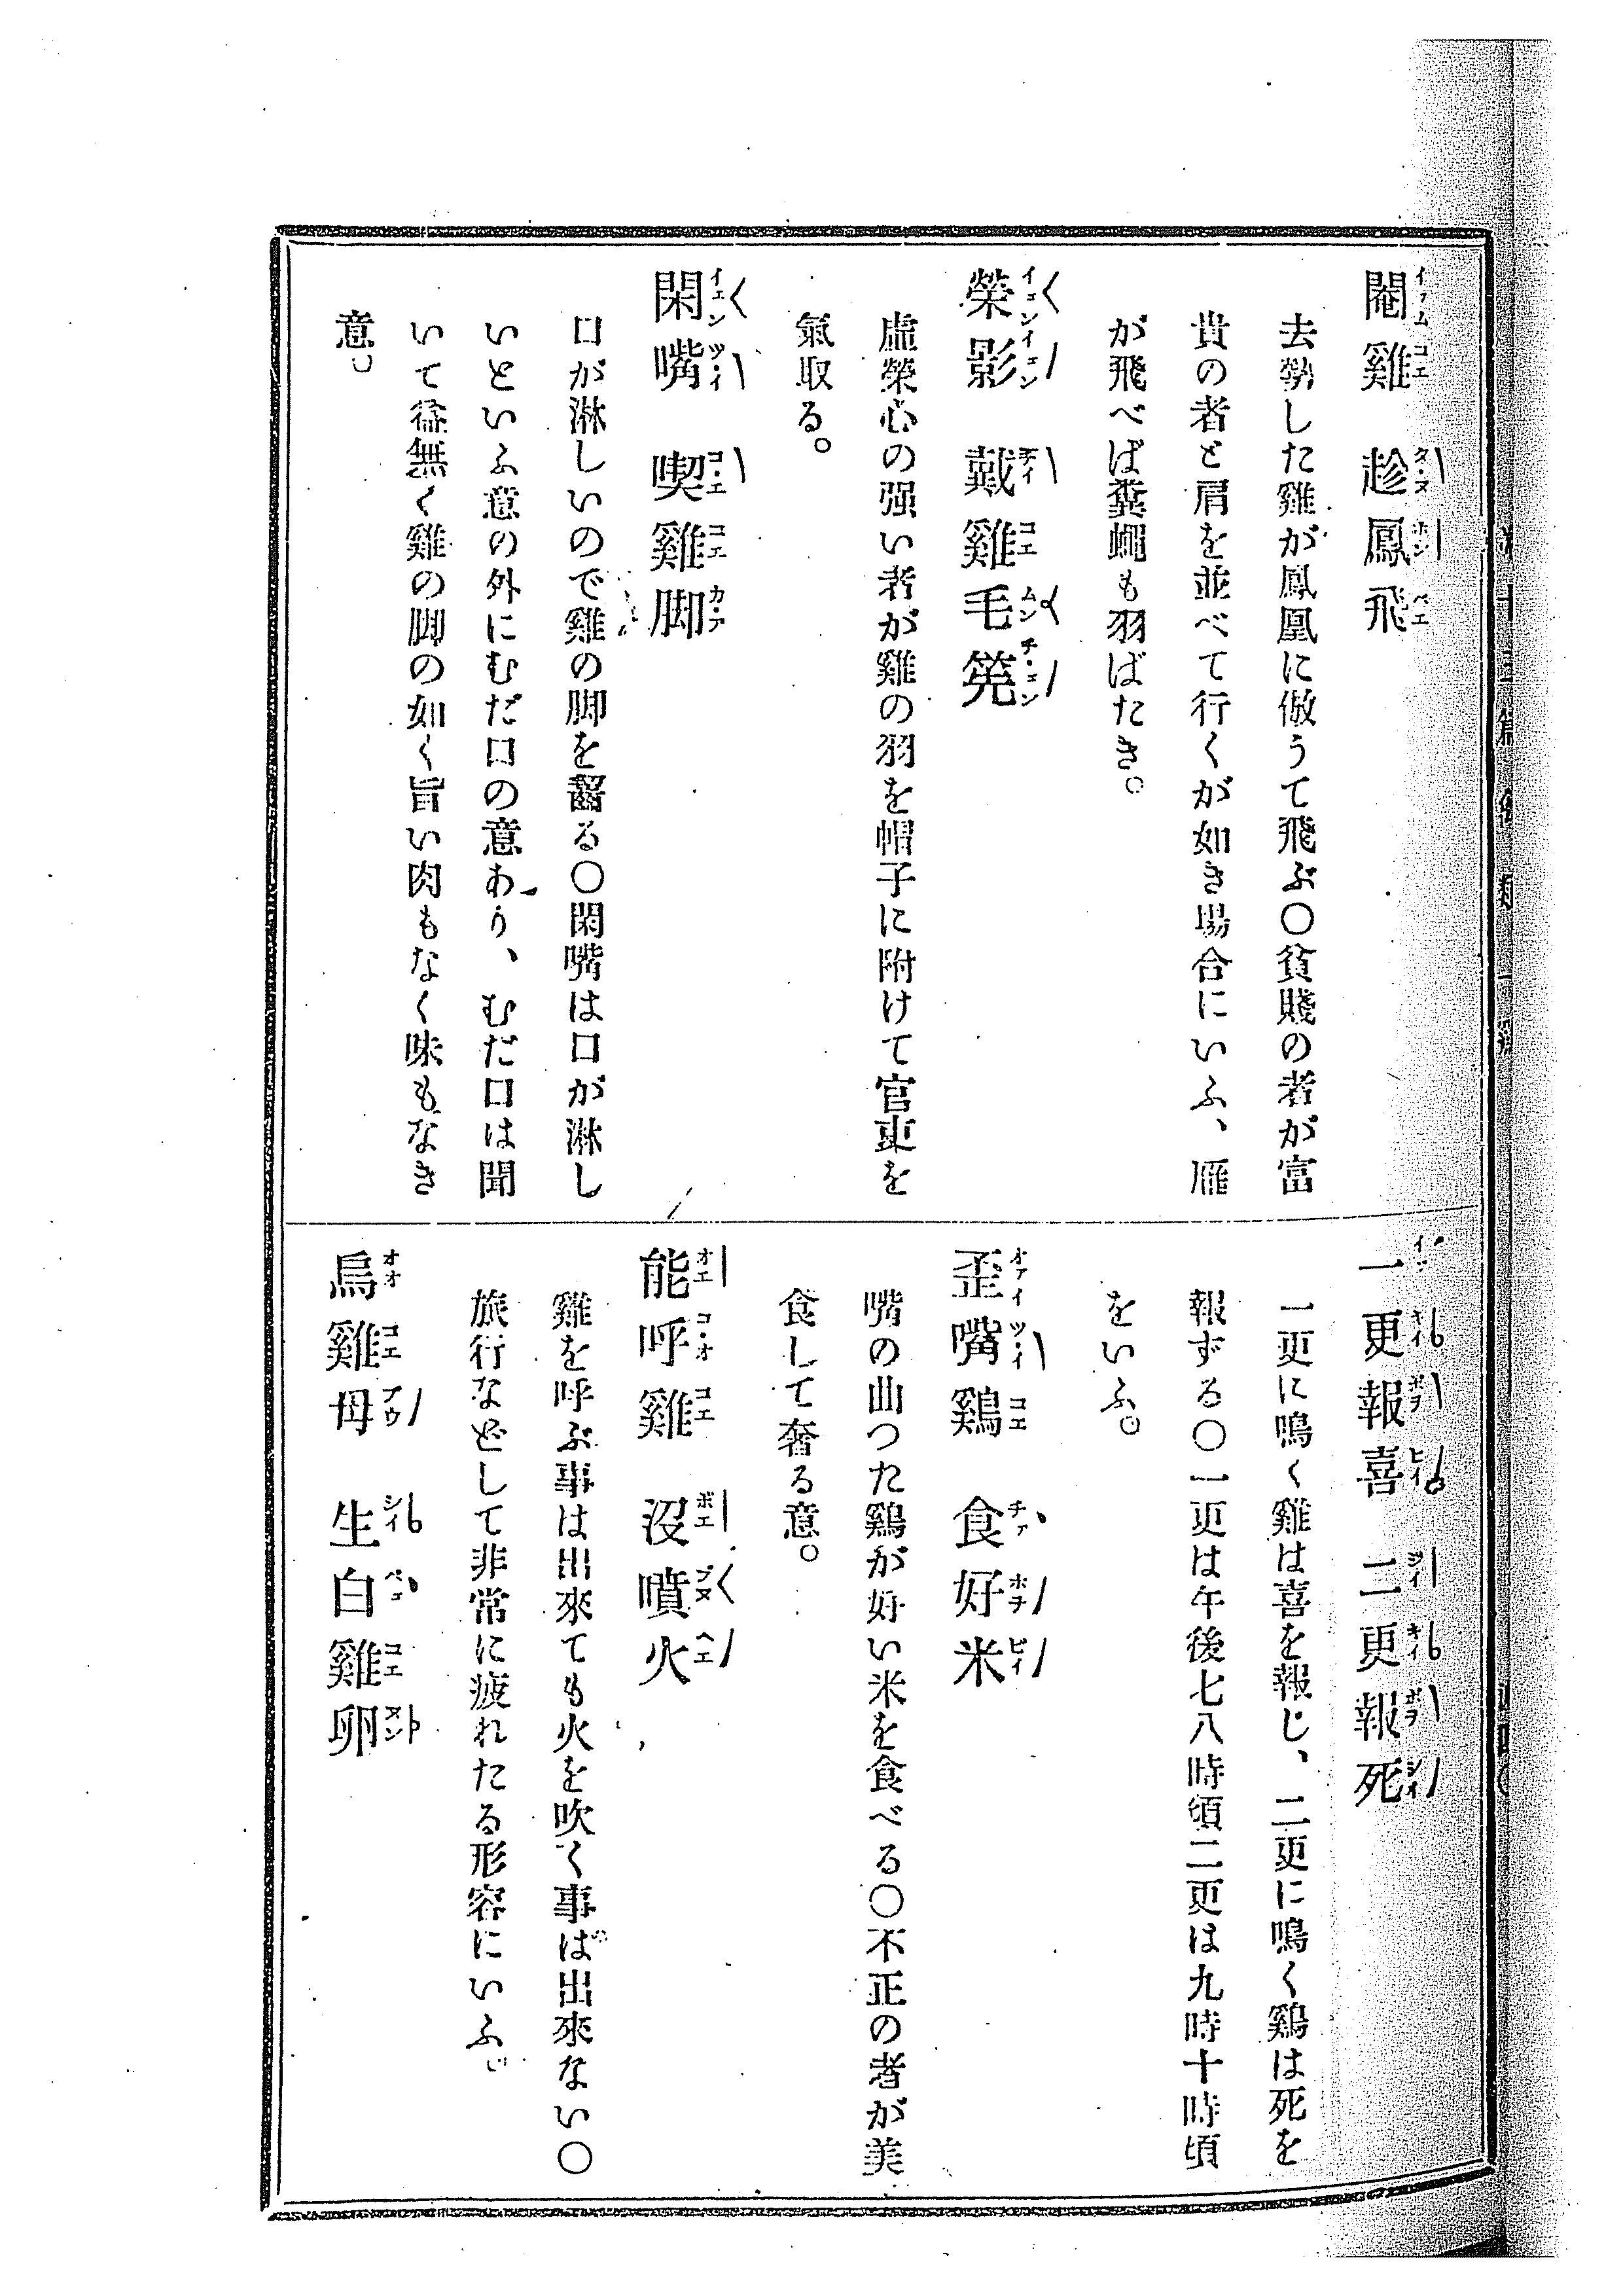 閹雞 趁鳳飛
去勢した雞が鳳凰に倣うて飛ぶ〇貧賤の者が富
貴の者と肩を並べて行くが如き場合にいふ、雁
が飛べば糞蠅も羽ばたき。
榮影 戴雞毛筅
虛榮心の强い者が雞の羽を帽子に附けて官吏を
氣取る。
閑嘴 喫雞脚
口が淋しいので雞の脚を齧る〇閑嘴は口が淋し
いといふ意の外にむだ口の意あり、むだ口は聞
いて益無く雞の脚の如く旨い肉もなく味もなき
意。
一更報喜 二更報死
一更に鳴く雞は喜を報じ、二更に鳴く鷄は死を
報ずる〇一更は午後七八時頃二更は九時十時頃
をいふ。
歪嘴鷄 食好米
嘴の曲つた鷄が好い米を食べる〇不正の者が美
食して奢る意。
能呼雞 沒噴火
雞を呼ぶ事は出來ても火を吹く事は出來ない〇
旅行などして非常に疲れたる形容にいふ。
烏雞母 生白雞卵